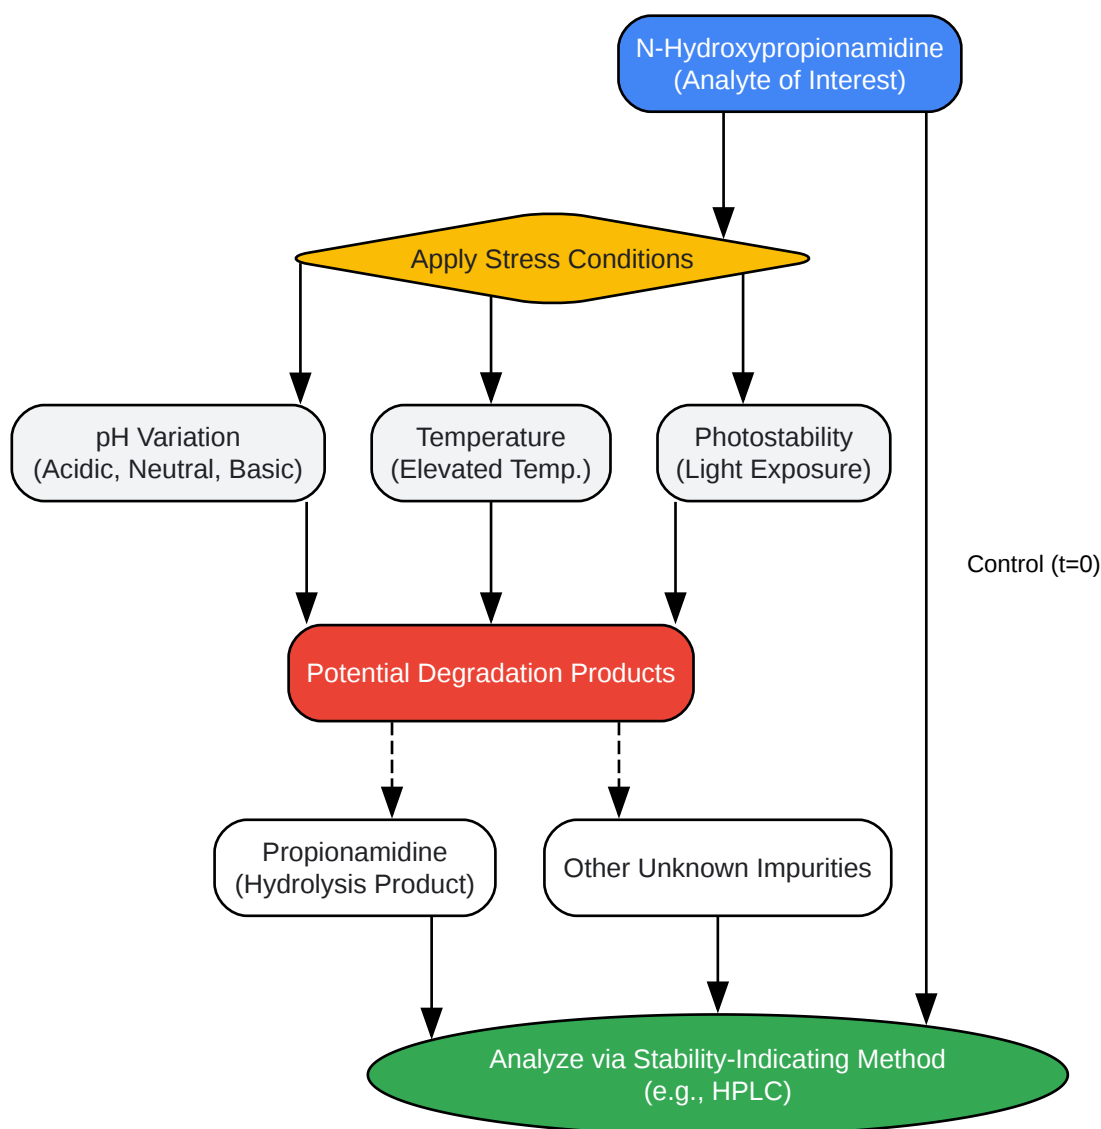 N-Hydroxypropionamidine
(Analyte of Interest)
Apply Stress Conditions
pH Variation
(Acidic, Neutral, Basic)
Temperature
(Elevated Temp.)
Photostability
(Light Exposure)
Control (t=0)
Potential Degradation Products
Propionamidine
(Hydrolysis Product)
Other Unknown Impurities
Analyze via Stability-Indicating Method
(e.g., HPLC)